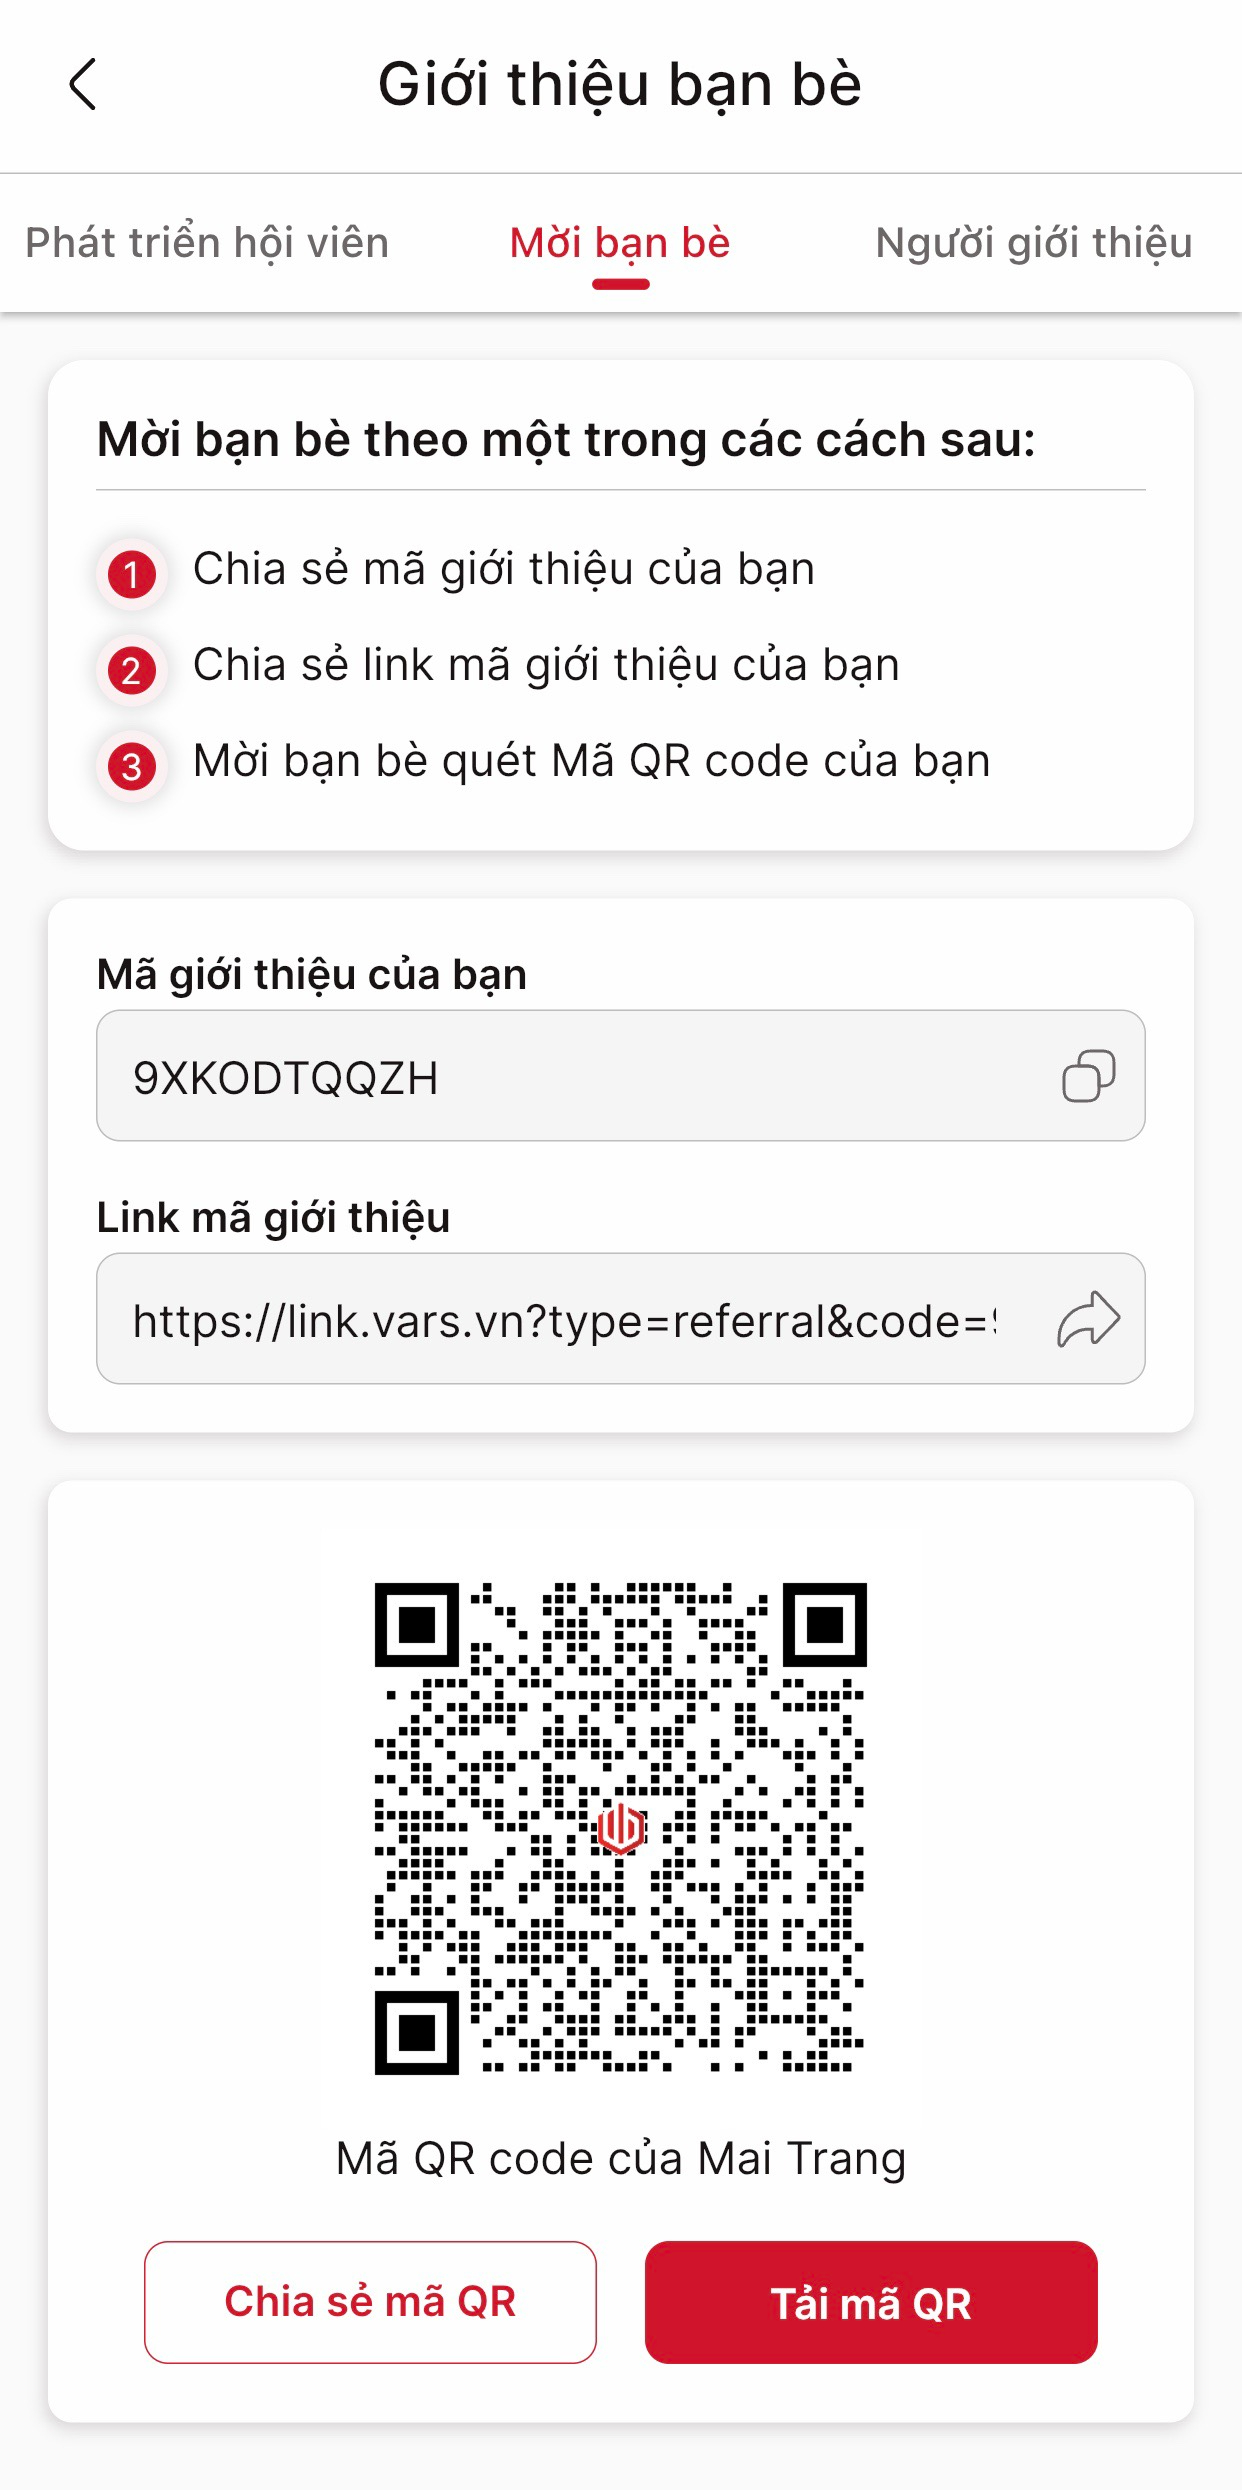 Giới thiệu bạn bè
Phát triển hội viên
Mời bạn bè
Người giới thiệu
Mời bạn bè theo một trong các cách sau:
1 Chia sẻ mã giới thiệu của bạn
2 Chia sẻ link mã giới thiệu của bạn
3 Mời bạn bè quét Mã QR code của bạn
Mã giới thiệu của bạn
9XKODTQQZH
Link mã giới thiệu
https://link.vars.vn?type=referral&code=9
Mã QR code của Mai Trang
Chia sẻ mã QR
Tải mã QR